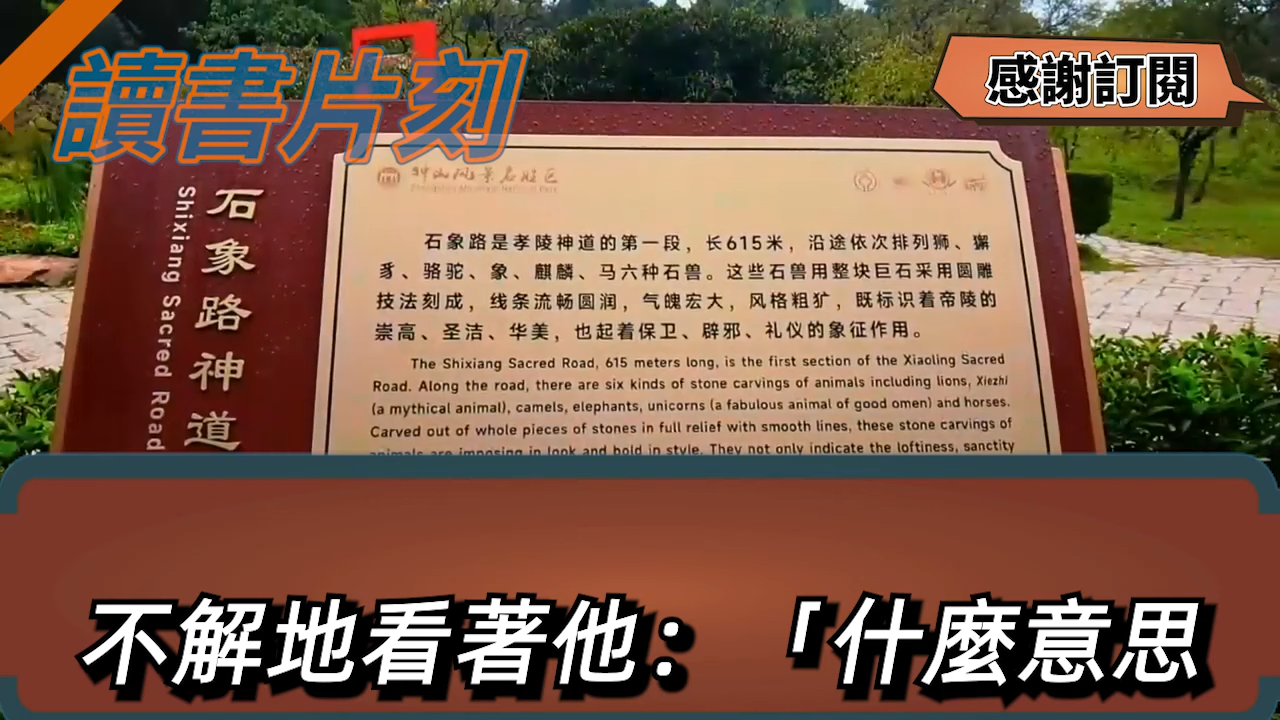 讀書片刻
感謝訂閱
钟山风景名胜区
Zhongshan Mountain National Park
石象路神道
Shixiang Sacred Road
石象路是孝陵神道的第一段，长615米，沿途依次排列狮、獬
豸、骆驼、象、麒麟、马六种石兽。这些石兽用整块巨石采用圆雕
技法刻成，线条流畅圆润，气魄宏大，风格粗犷，既标识着帝陵的
崇高、圣洁、华美，也起着保卫、辟邪、礼仪的象征作用。
The Shixiang Sacred Road, 615 meters long, is the first section of the Xiaoling Sacred
Road. Along the road, there are six kinds of stone carvings of animals including lions, Xiezhi
(a mythical animal), camels, elephants, unicorns (a fabulous animal of good omen) and horses.
Carved out of whole pieces of stones in full relief with smooth lines, these stone carvings of
animals are imposing in look and bold in style. They not only indicate the loftiness, sanctity
不解地看著他：「什麼意思